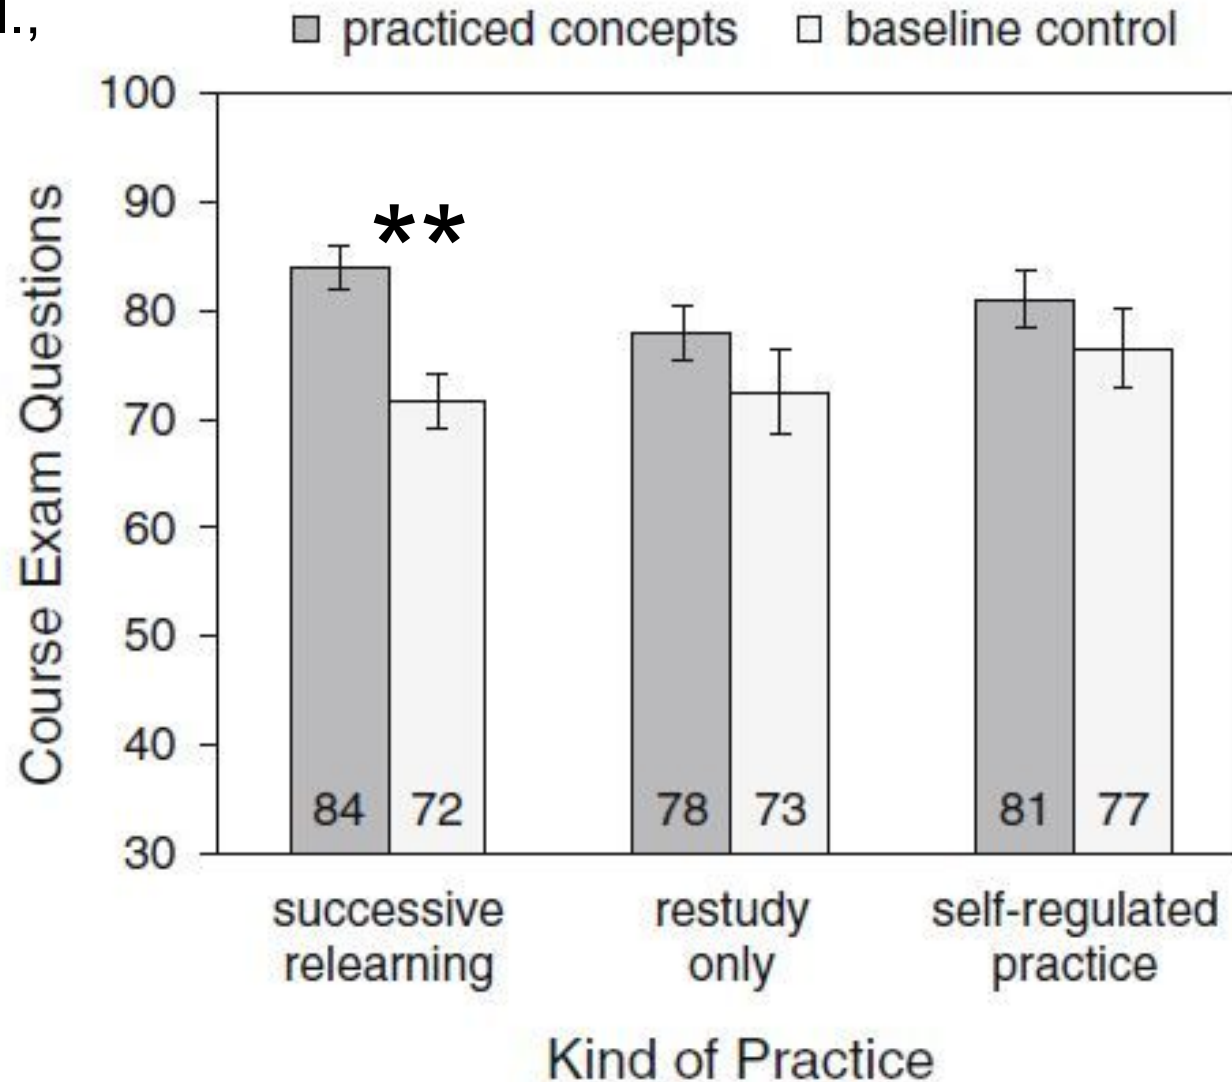 l.,
practiced concepts baseline control
Course Exam Questions
100
90
**
80
70
60
50
40
30
84 72 78 73 81 77
successive relearning
restudy only
self-regulated practice
Kind of Practice